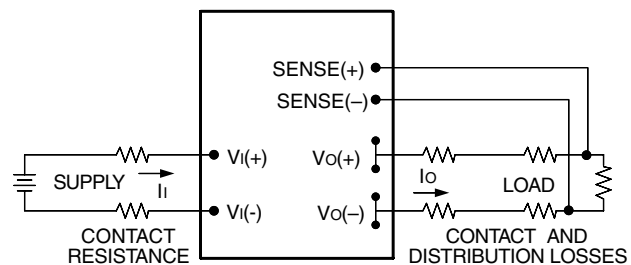 SENSE(+)
SENSE(–)
VI(+)
VO(+)
SUPPLY
II
IO
LOAD
VI(-)
VO(–)
CONTACT
RESISTANCE
CONTACT AND
DISTRIBUTION LOSSES